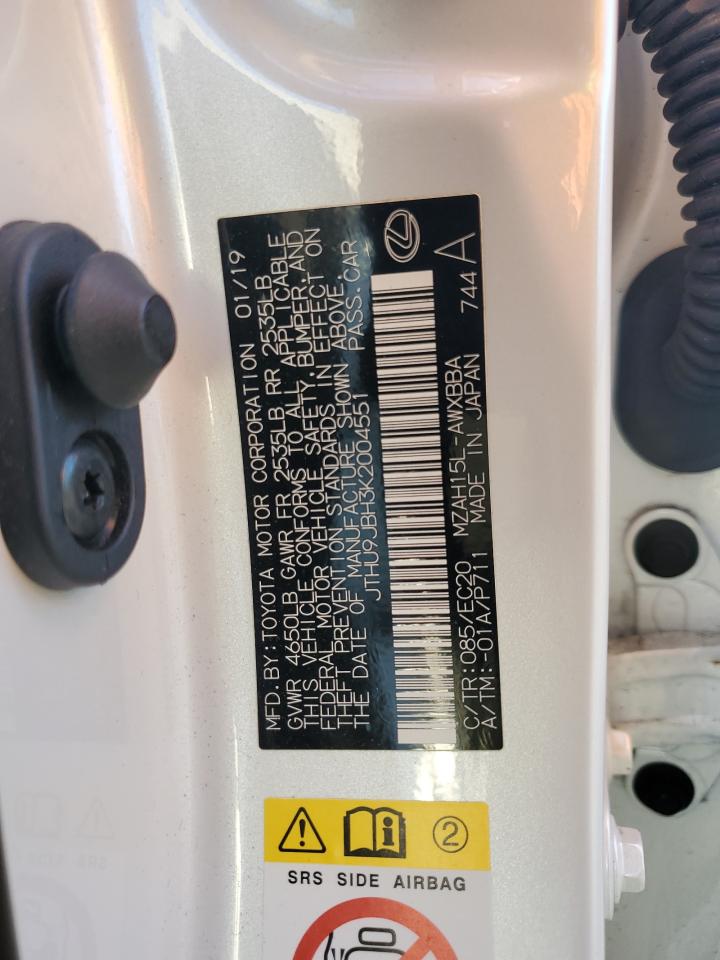 MFD.BY:TOYOTA MOTOR CORPORATION 01/19
GVWR 4650LB GAWR FR 2535LB RR 2535LB
THIS VEHICLE CONFORMS TO ALL APPLICABLE
FEDERAL MOTOR VEHICLE SAFETY, BUMPER, AND
THEFT PREVENTION STANDARDS IN EFFECT ON
THE DATE OF MANUFACTURE SHOWN ABOVE.
JTHU9JBH3K2004551 PASS.CAR
C/TR:085/EC20 MZAH15L-AWXBBA 744A
A/TM:-01A/P711 MADE IN JAPAN
2
SRS SIDE AIRBAG